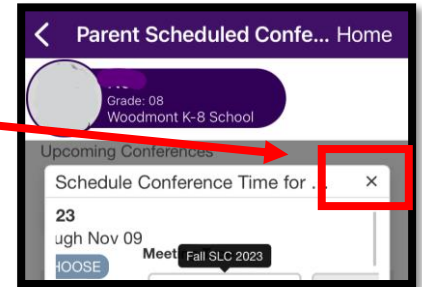 Parent Scheduled Confe... Home
Grade: 08
Woodmont K-8 School
Upcoming Conferences
Schedule Conference Time for ...
23
ugh Nov 09
HOOSE
Fall SLC 2023